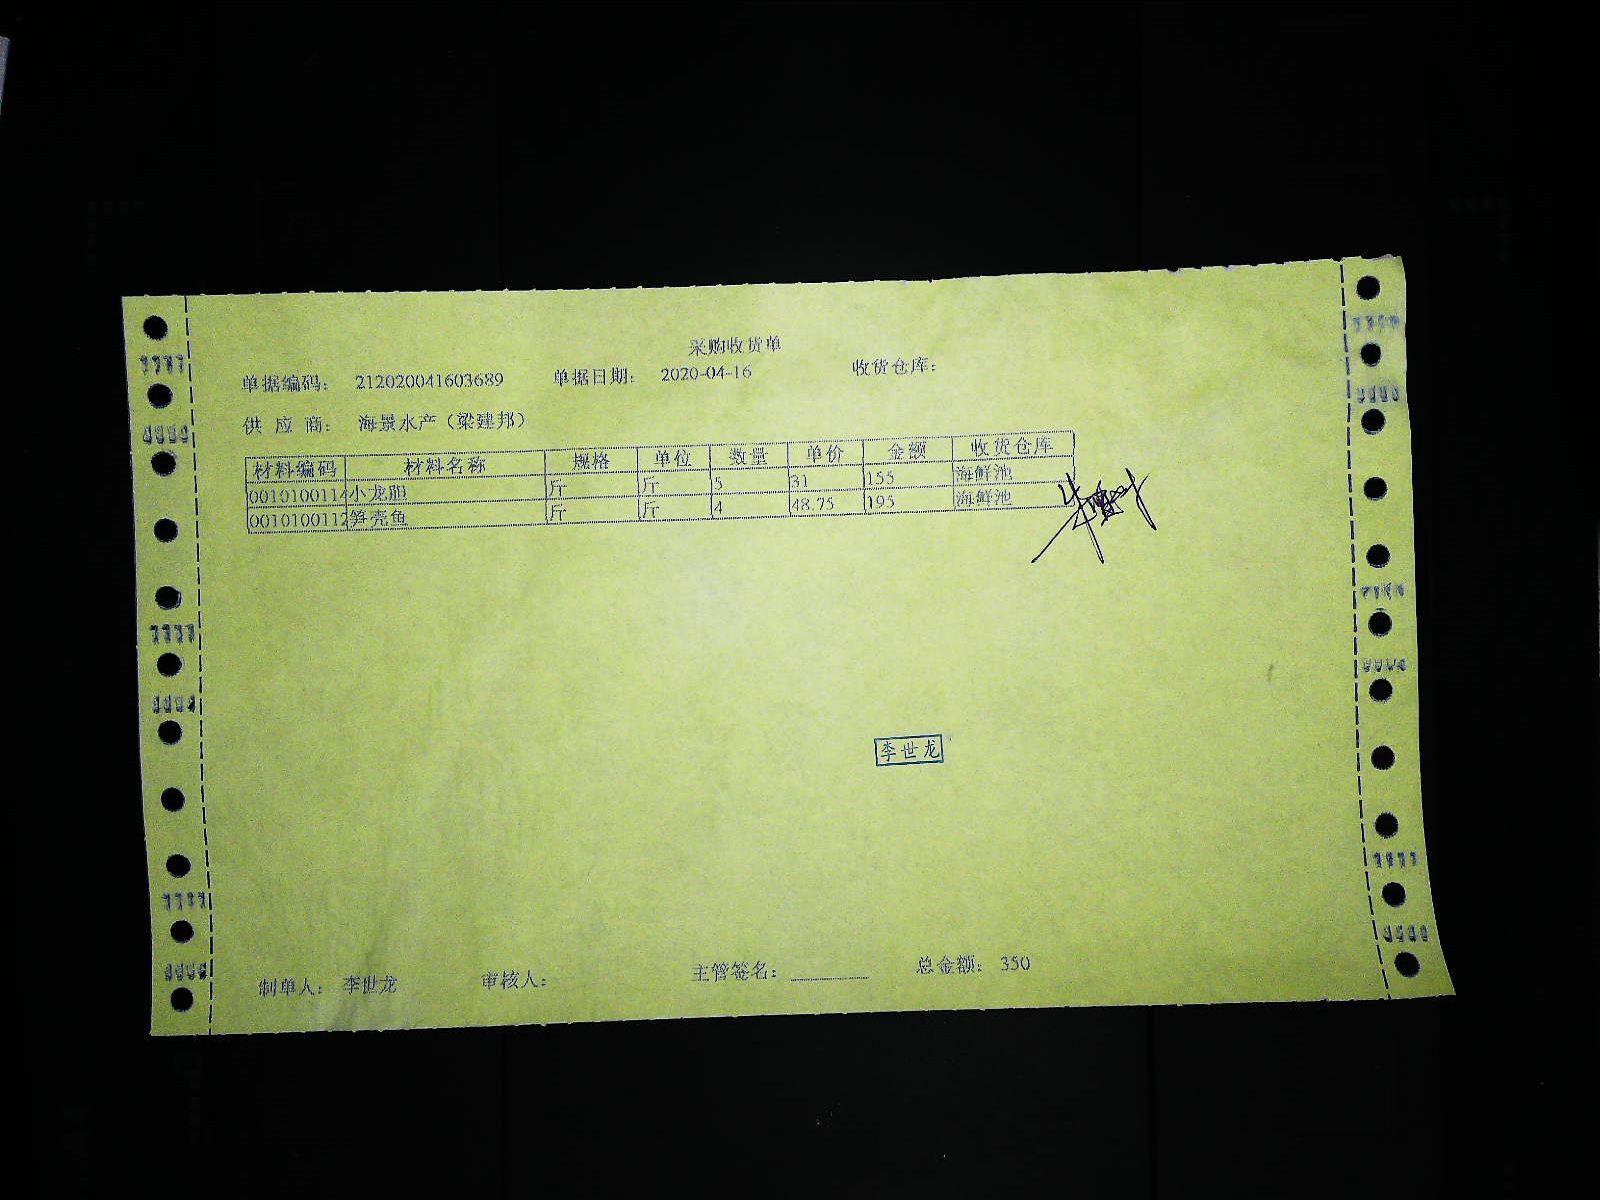 采购收货单
单据编码： 212020041603689 单据日期： 2020-04-16 收货仓库：
供 应 商： 海景水产（梁建邦）
材料编码 材料名称 规格 单位 数量 单价 金额 收货仓库
0010100114 小龙胆 斤 斤 5 31 155 海鲜池
0010100112 笋壳鱼 斤 斤 4 48.75 195 海鲜池
李世龙
制单人： 李世龙 审核人： 主管签名： 总金额： 350